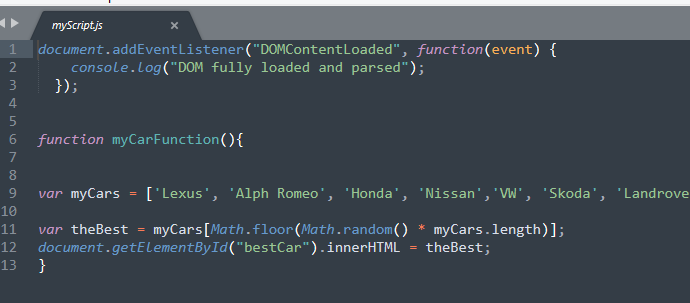 myScript.js ×
1 document.addEventListener("DOMContentLoaded", function(event) {
2 console.log("DOM fully loaded and parsed");
3 });
4
5
6 function myCarFunction(){
7
8
9 var myCars = ['Lexus', 'Alph Romeo', 'Honda', 'Nissan','VW', 'Skoda', 'Landrove
10
11 var theBest = myCars[Math.floor(Math.random() * myCars.length)];
12 document.getElementById("bestCar").innerHTML = theBest;
13 }